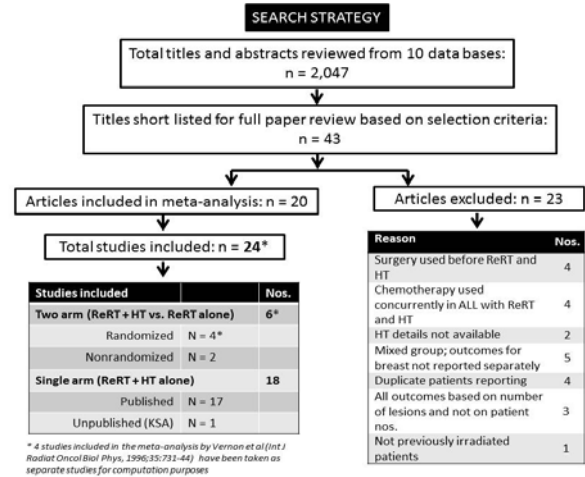 SEARCH STRATEGY
Total titles and abstracts reviewed from 10 data bases:
n = 2,047
Titles short listed for full paper review based on selection criteria:
n = 43
Articles included in meta-analysis: n = 20
Total studies included: n = 24*
Studies included Nos.
Two arm (ReRT + HT vs. ReRT alone) 6*
Randomized N = 4*
Nonrandomized N = 2
Single arm (ReRT + HT alone) 18
Published N = 17
Unpublished (KSA) N = 1
* 4 studies included in the meta-analysis by Vernon et al (Int J
Radiat Oncol Biol Phys, 1996;35:731-44) have been taken as
separate studies for computation purposes
Articles excluded: n = 23
Reason Nos.
Surgery used before ReRT and
HT 4
Chemotherapy used
concurrently in ALL with ReRT 4
and HT
HT details not available 2
Mixed group; outcomes for
breast not reported separately 5
Duplicate patients reporting 4
All outcomes based on number
of lesions and not on patient 3
nos.
Not previously irradiated
patients 1